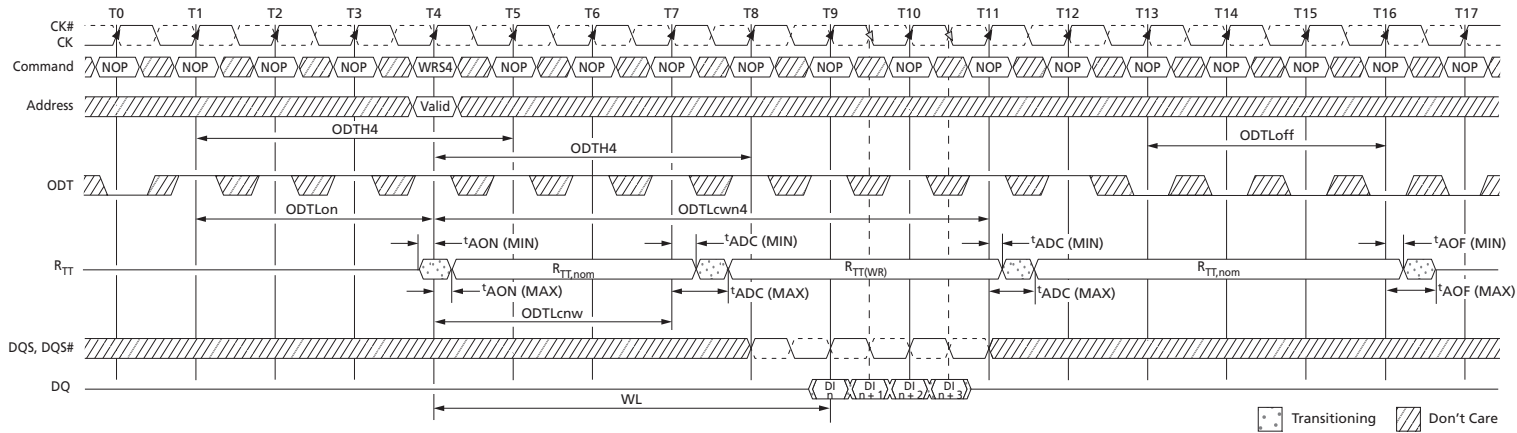 T0 T1 T2 T3 T4 T5 T6 T7 T8 T9 T10 T11 T12 T13 T14 T15 T16 T17
CK#
CK
Command NOP NOP NOP NOP WRS4 NOP NOP NOP NOP NOP NOP NOP NOP NOP NOP NOP NOP NOP
Address Valid
ODTH4 ODTLoff
ODTH4
ODT
ODTLon ODTLcwn4
tAON (MIN) tADC (MIN) tADC (MIN) tAOF (MIN)
RTT RTT,nom RTT(WR) RTT,nom
tAON (MAX) tADC (MAX) tADC (MAX) tAOF (MAX)
ODTLcnw
DQS, DQS#
DQ DI n DI n + 1 DI n + 2 DI n + 3
WL
Transitioning Don't Care